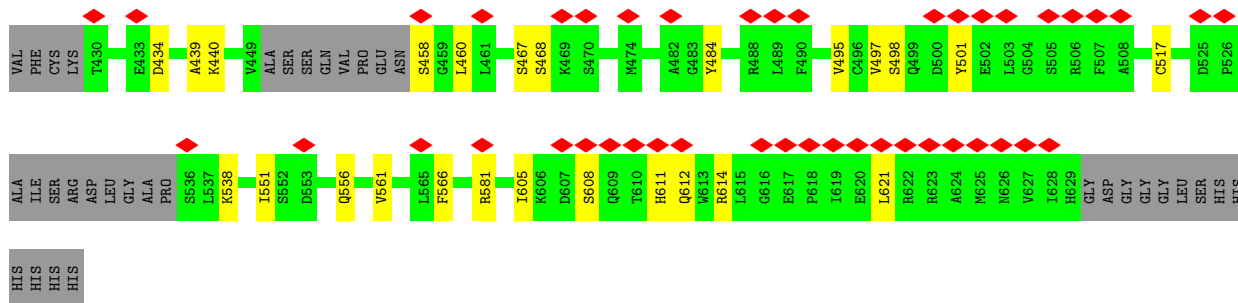 VAL PHE CYS LYS T430 E433 D434 A439 K440 V449 ALA SER SER GLN VAL PRO GLU ASN S458 G459 L460 L461 S467 S468 K469 S470 M474 A482 G483 Y484 R488 L489 F490 V495 C496 V497 S498 Q499 D500 Y501 E502 L503 G504 S505 R506 F507 A508 C517 D525 P526
ALA ILE SER ARG ASP LEU GLY ALA PRO S536 L537 K538 I551 S552 D553 Q556 V561 L565 F566 R581 I605 K606 D607 S608 Q609 T610 H611 Q612 W613 R614 L615 G616 E617 P618 I619 E620 L621 R622 R623 A624 M625 N626 V627 I628 H629 GLY ASP GLY GLY GLY LEU SER HIS HIS
HIS HIS HIS HIS